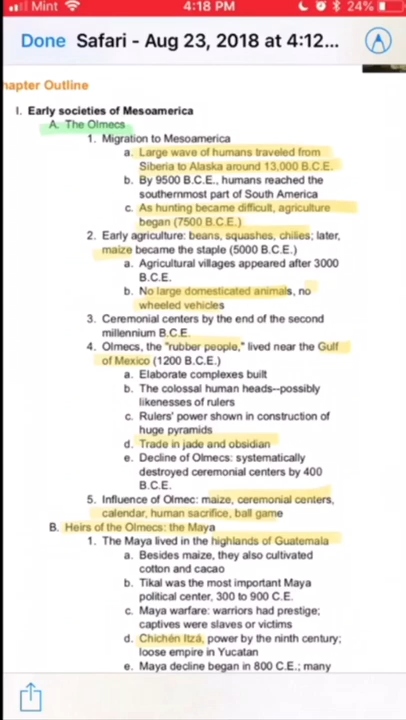 Mint 4:18 PM 24%
Done Safari - Aug 23, 2018 at 4:12...
hapter Outline
I. Early societies of Mesoamerica
A. The Olmecs
1. Migration to Mesoamerica
a. Large wave of humans traveled from
Siberia to Alaska around 13,000 B.C.E.
b. By 9500 B.C.E., humans reached the
southernmost part of South America
c. As hunting became difficult, agriculture
began (7500 B.C.E.)
2. Early agriculture: beans, squashes, chilies; later,
maize became the staple (5000 B.C.E.)
a. Agricultural villages appeared after 3000
B.C.E.
b. No large domesticated animals, no
wheeled vehicles
3. Ceremonial centers by the end of the second
millennium B.C.E.
4. Olmecs, the "rubber people," lived near the Gulf
of Mexico (1200 B.C.E.)
a. Elaborate complexes built
b. The colossal human heads--possibly
likenesses of rulers
c. Rulers' power shown in construction of
huge pyramids
d. Trade in jade and obsidian
e. Decline of Olmecs: systematically
destroyed ceremonial centers by 400
B.C.E.
5. Influence of Olmec: maize, ceremonial centers,
calendar, human sacrifice, ball game
B. Heirs of the Olmecs: the Maya
1. The Maya lived in the highlands of Guatemala
a. Besides maize, they also cultivated
cotton and cacao
b. Tikal was the most important Maya
political center, 300 to 900 C.E.
c. Maya warfare: warriors had prestige;
captives were slaves or victims
d. Chichén Itzá, power by the ninth century;
loose empire in Yucatan
e. Maya decline began in 800 C.E.; many